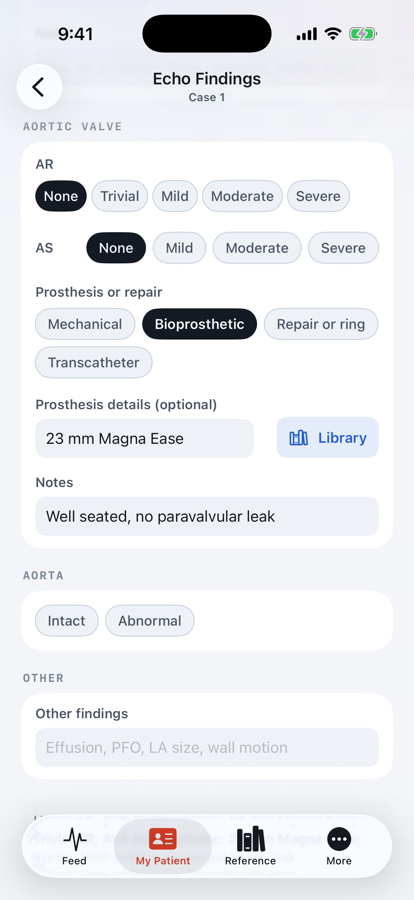 9:41
Echo Findings
Case 1
AORTIC VALVE
AR
None Trivial Mild Moderate Severe
AS None Mild Moderate Severe
Prosthesis or repair
Mechanical Bioprosthetic Repair or ring
Transcatheter
Prosthesis details (optional)
23 mm Magna Ease Library
Notes
Well seated, no paravalvular leak
AORTA
Intact Abnormal
OTHER
Other findings
Effusion, PFO, LA size, wall motion
Feed My Patient Reference More